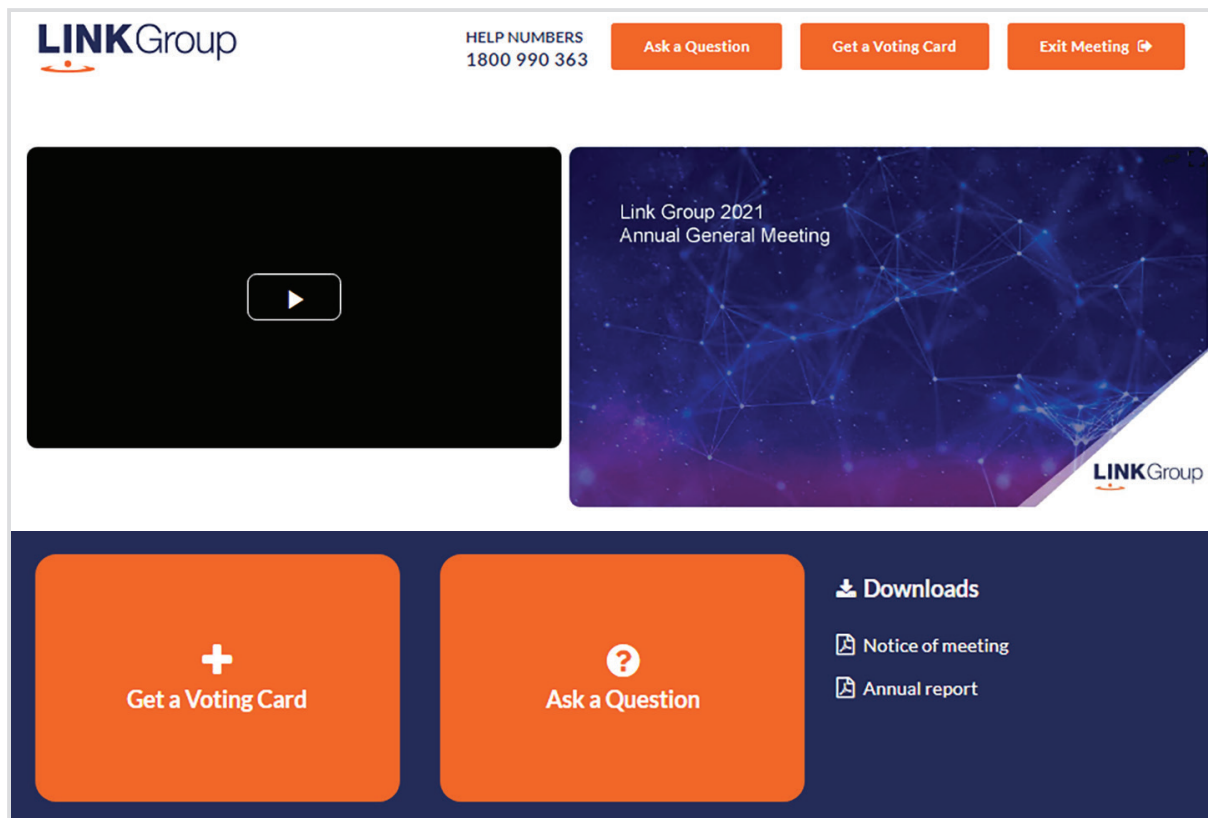 LINKGroup
HELP NUMBERS
1800 990 363
Ask a Question
Get a Voting Card
Exit Meeting
Link Group 2021
Annual General Meeting
LINKGroup
Get a Voting Card
Ask a Question
Downloads
Notice of meeting
Annual report